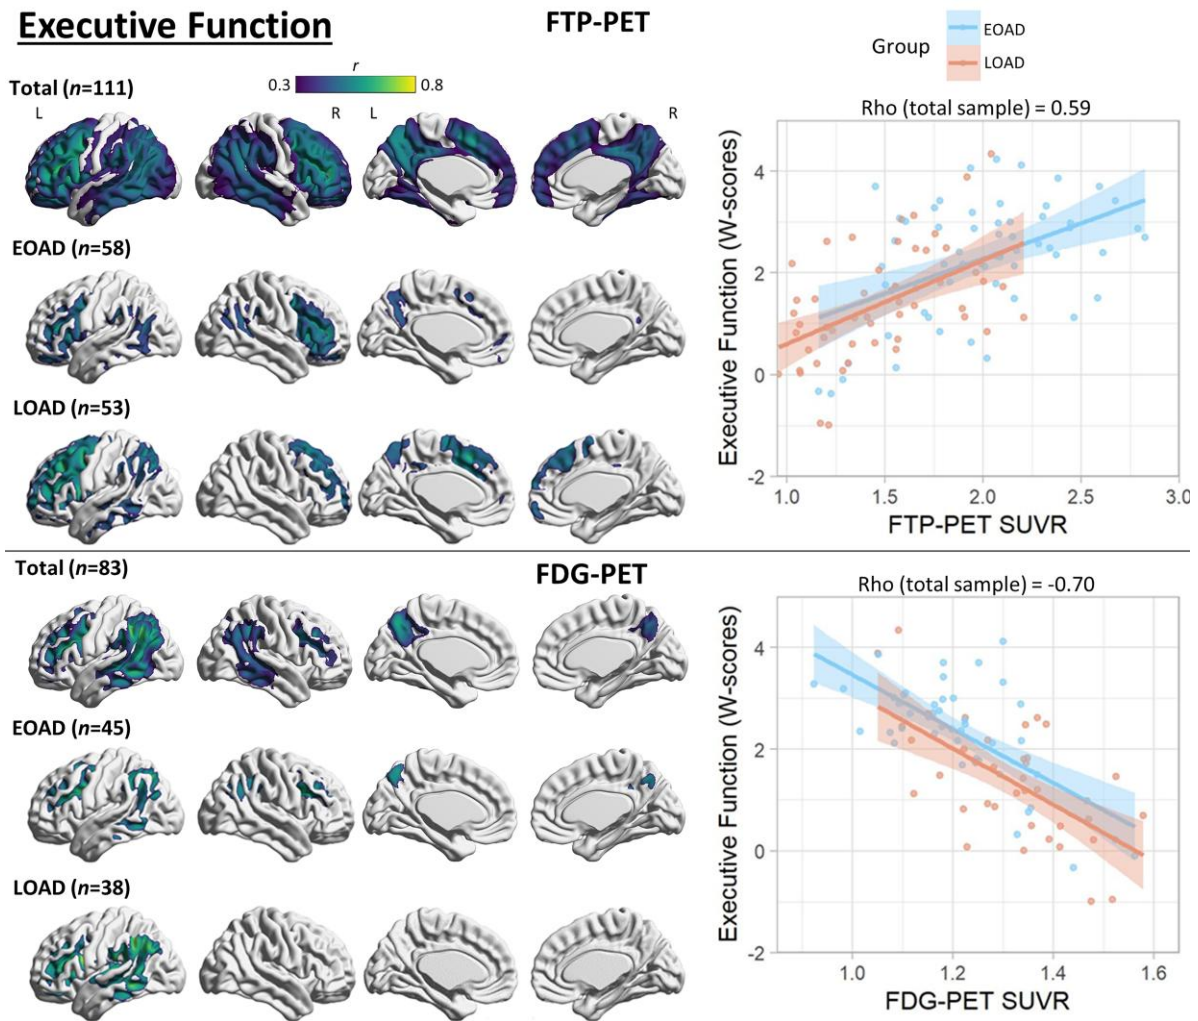 Executive Function
FTP-PET
Group
EOAD
LOAD
Total (n=111)
r
0.3
0.8
L
R
L
R
EOAD (n=58)
LOAD (n=53)
Rho (total sample) = 0.59
Executive Function (W-scores)
4
2
0
-2
1.0
1.5
2.0
2.5
3.0
FTP-PET SUVR
Total (n=83)
FDG-PET
EOAD (n=45)
LOAD (n=38)
Rho (total sample) = -0.70
Executive Function (W-scores)
4
2
0
-2
1.0
1.2
1.4
1.6
FDG-PET SUVR